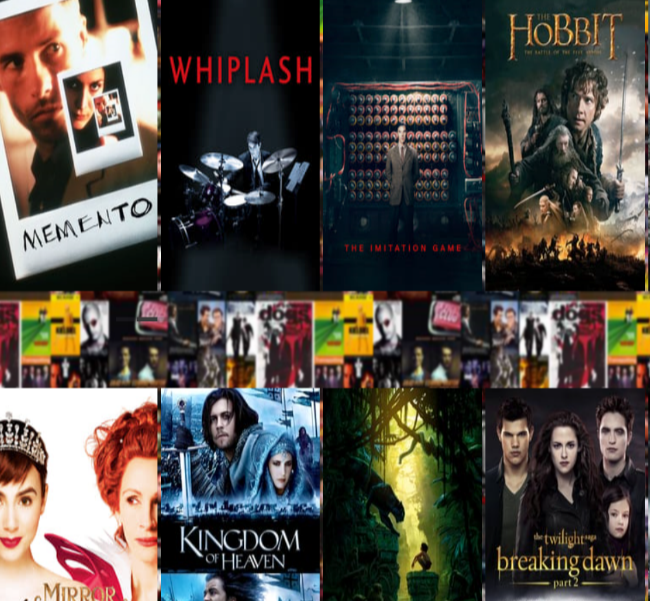 MEMENTO
WHIPLASH
THE IMITATION GAME
THE
HOBBIT
THE BATTLE OF THE FIVE ARMIES
MIRROR
KINGDOM
OF HEAVEN
the twilight saga
breaking dawn
part 2